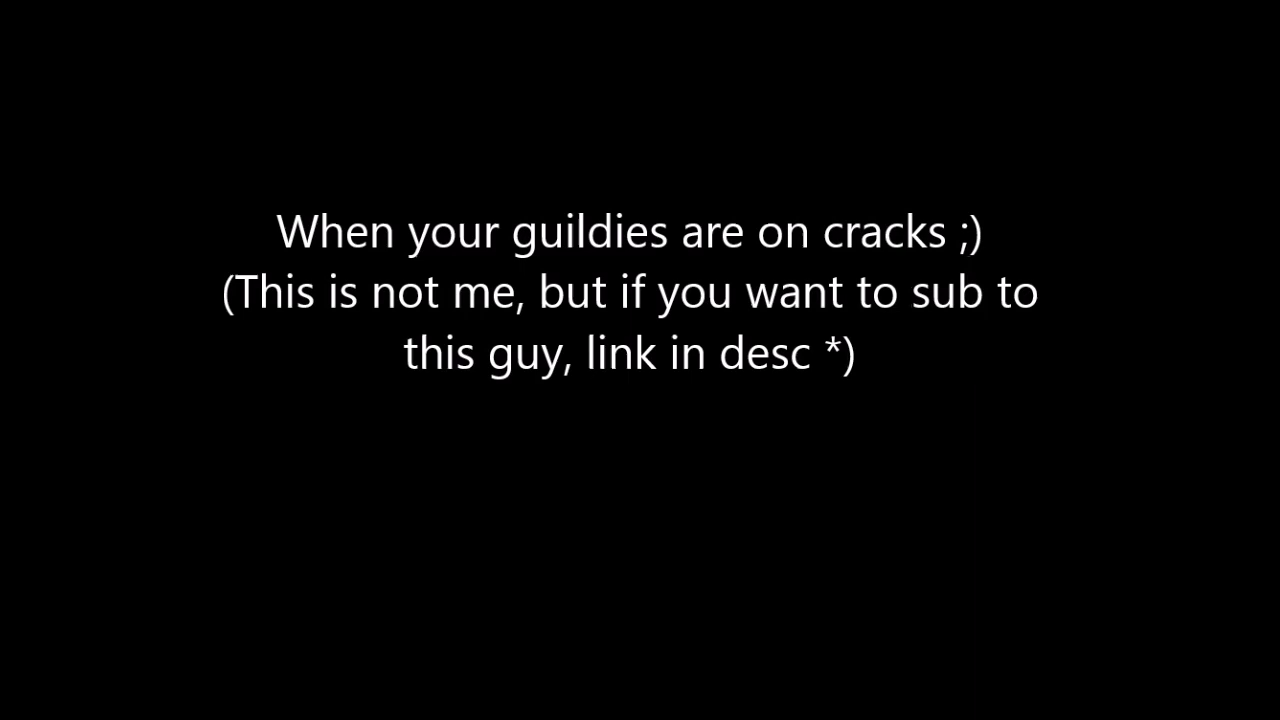 When your guildies are on cracks ;)
(This is not me, but if you want to sub to
this guy, link in desc *)